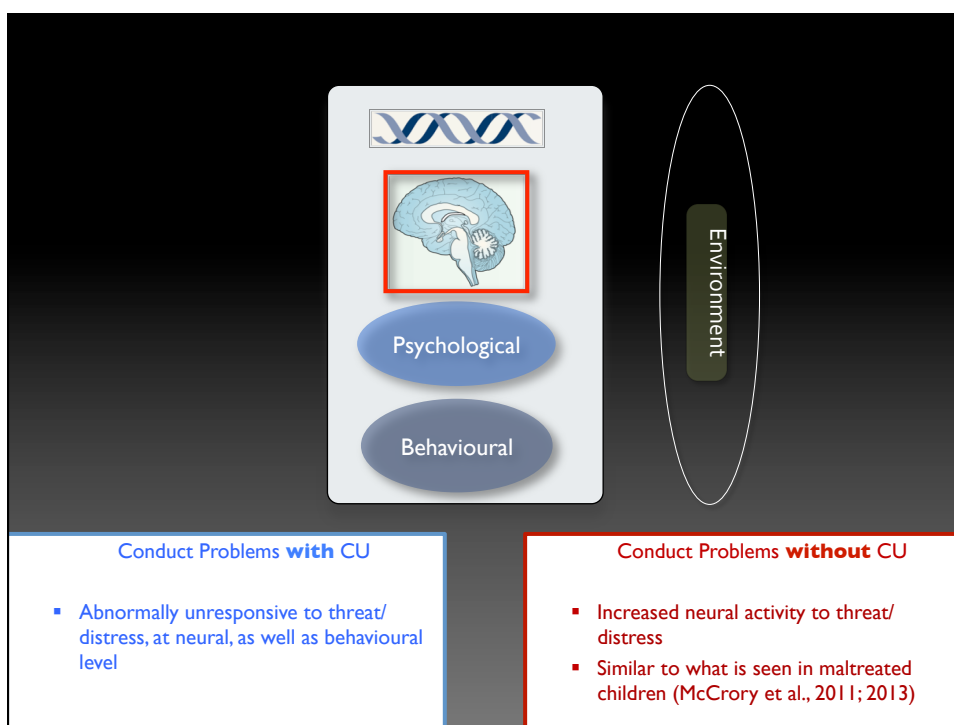 Environment
Psychological
Behavioural
Conduct Problems with CU
▪ Abnormally unresponsive to threat/
distress, at neural, as well as behavioural
level
Conduct Problems without CU
▪ Increased neural activity to threat/
distress
▪ Similar to what is seen in maltreated
children (McCrory et al., 2011; 2013)